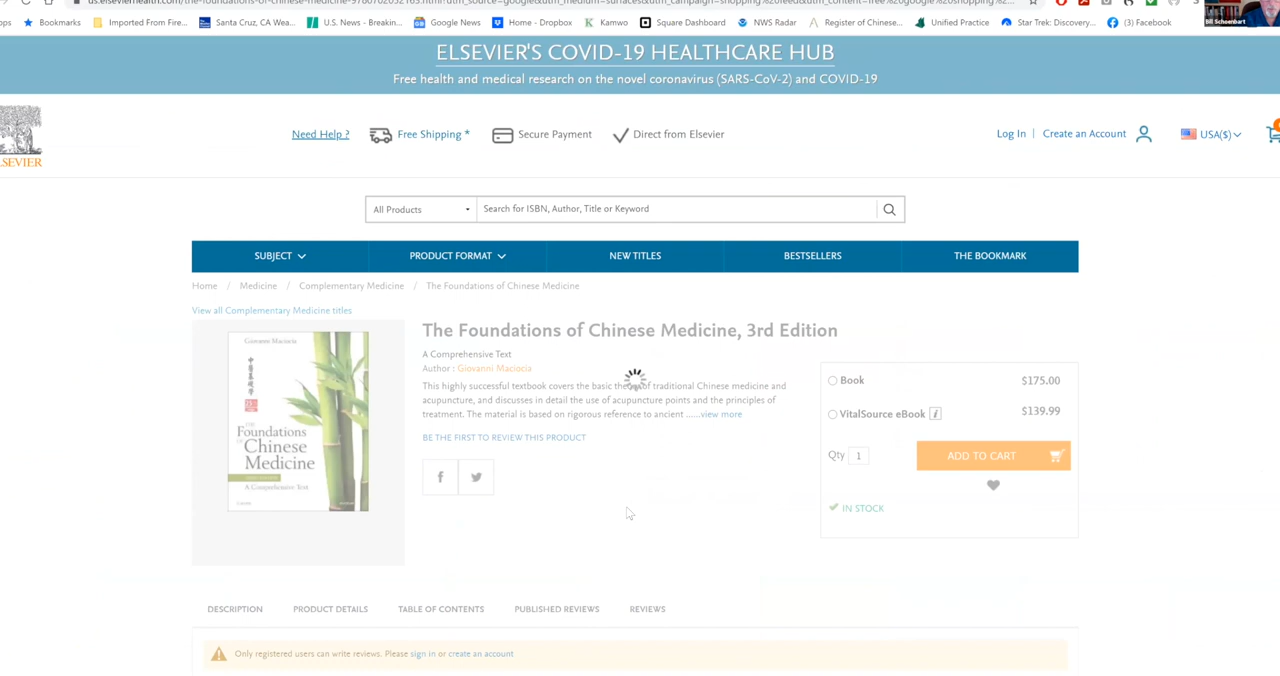 Bookmarks
Imported From Fire...
Santa Cruz, CA Wea...
U.S. News - Breakin...
Google News
Home - Dropbox
Kamwo
Square Dashboard
NWS Radar
Register of Chinese...
Unified Practice
Star Trek: Discovery...
(3) Facebook
Bill Schoenbart
ELSEVIER'S COVID-19 HEALTHCARE HUB
Free health and medical research on the novel coronavirus (SARS-CoV-2) and COVID-19
Need Help ?
Free Shipping *
Secure Payment
Direct from Elsevier
Log In
Create an Account
USA($)
All Products
Search for ISBN, Author, Title or Keyword
SUBJECT
PRODUCT FORMAT
NEW TITLES
BESTSELLERS
THE BOOKMARK
Home / Medicine / Complementary Medicine / The Foundations of Chinese Medicine
View all Complementary Medicine titles
Giovanni Maciocia
THE
Foundations
of Chinese
Medicine
A Comprehensive Text
The Foundations of Chinese Medicine, 3rd Edition
A Comprehensive Text
Author : Giovanni Maciocia
This highly successful textbook covers the basic of traditional Chinese medicine and
acupuncture, and discusses in detail the use of acupuncture points and the principles of
treatment. The material is based on rigorous reference to ancient ......view more
BE THE FIRST TO REVIEW THIS PRODUCT
Book $175.00
VitalSource eBook i $139.99
Qty 1
ADD TO CART
IN STOCK
DESCRIPTION
PRODUCT DETAILS
TABLE OF CONTENTS
PUBLISHED REVIEWS
REVIEWS
Only registered users can write reviews. Please sign in or create an account